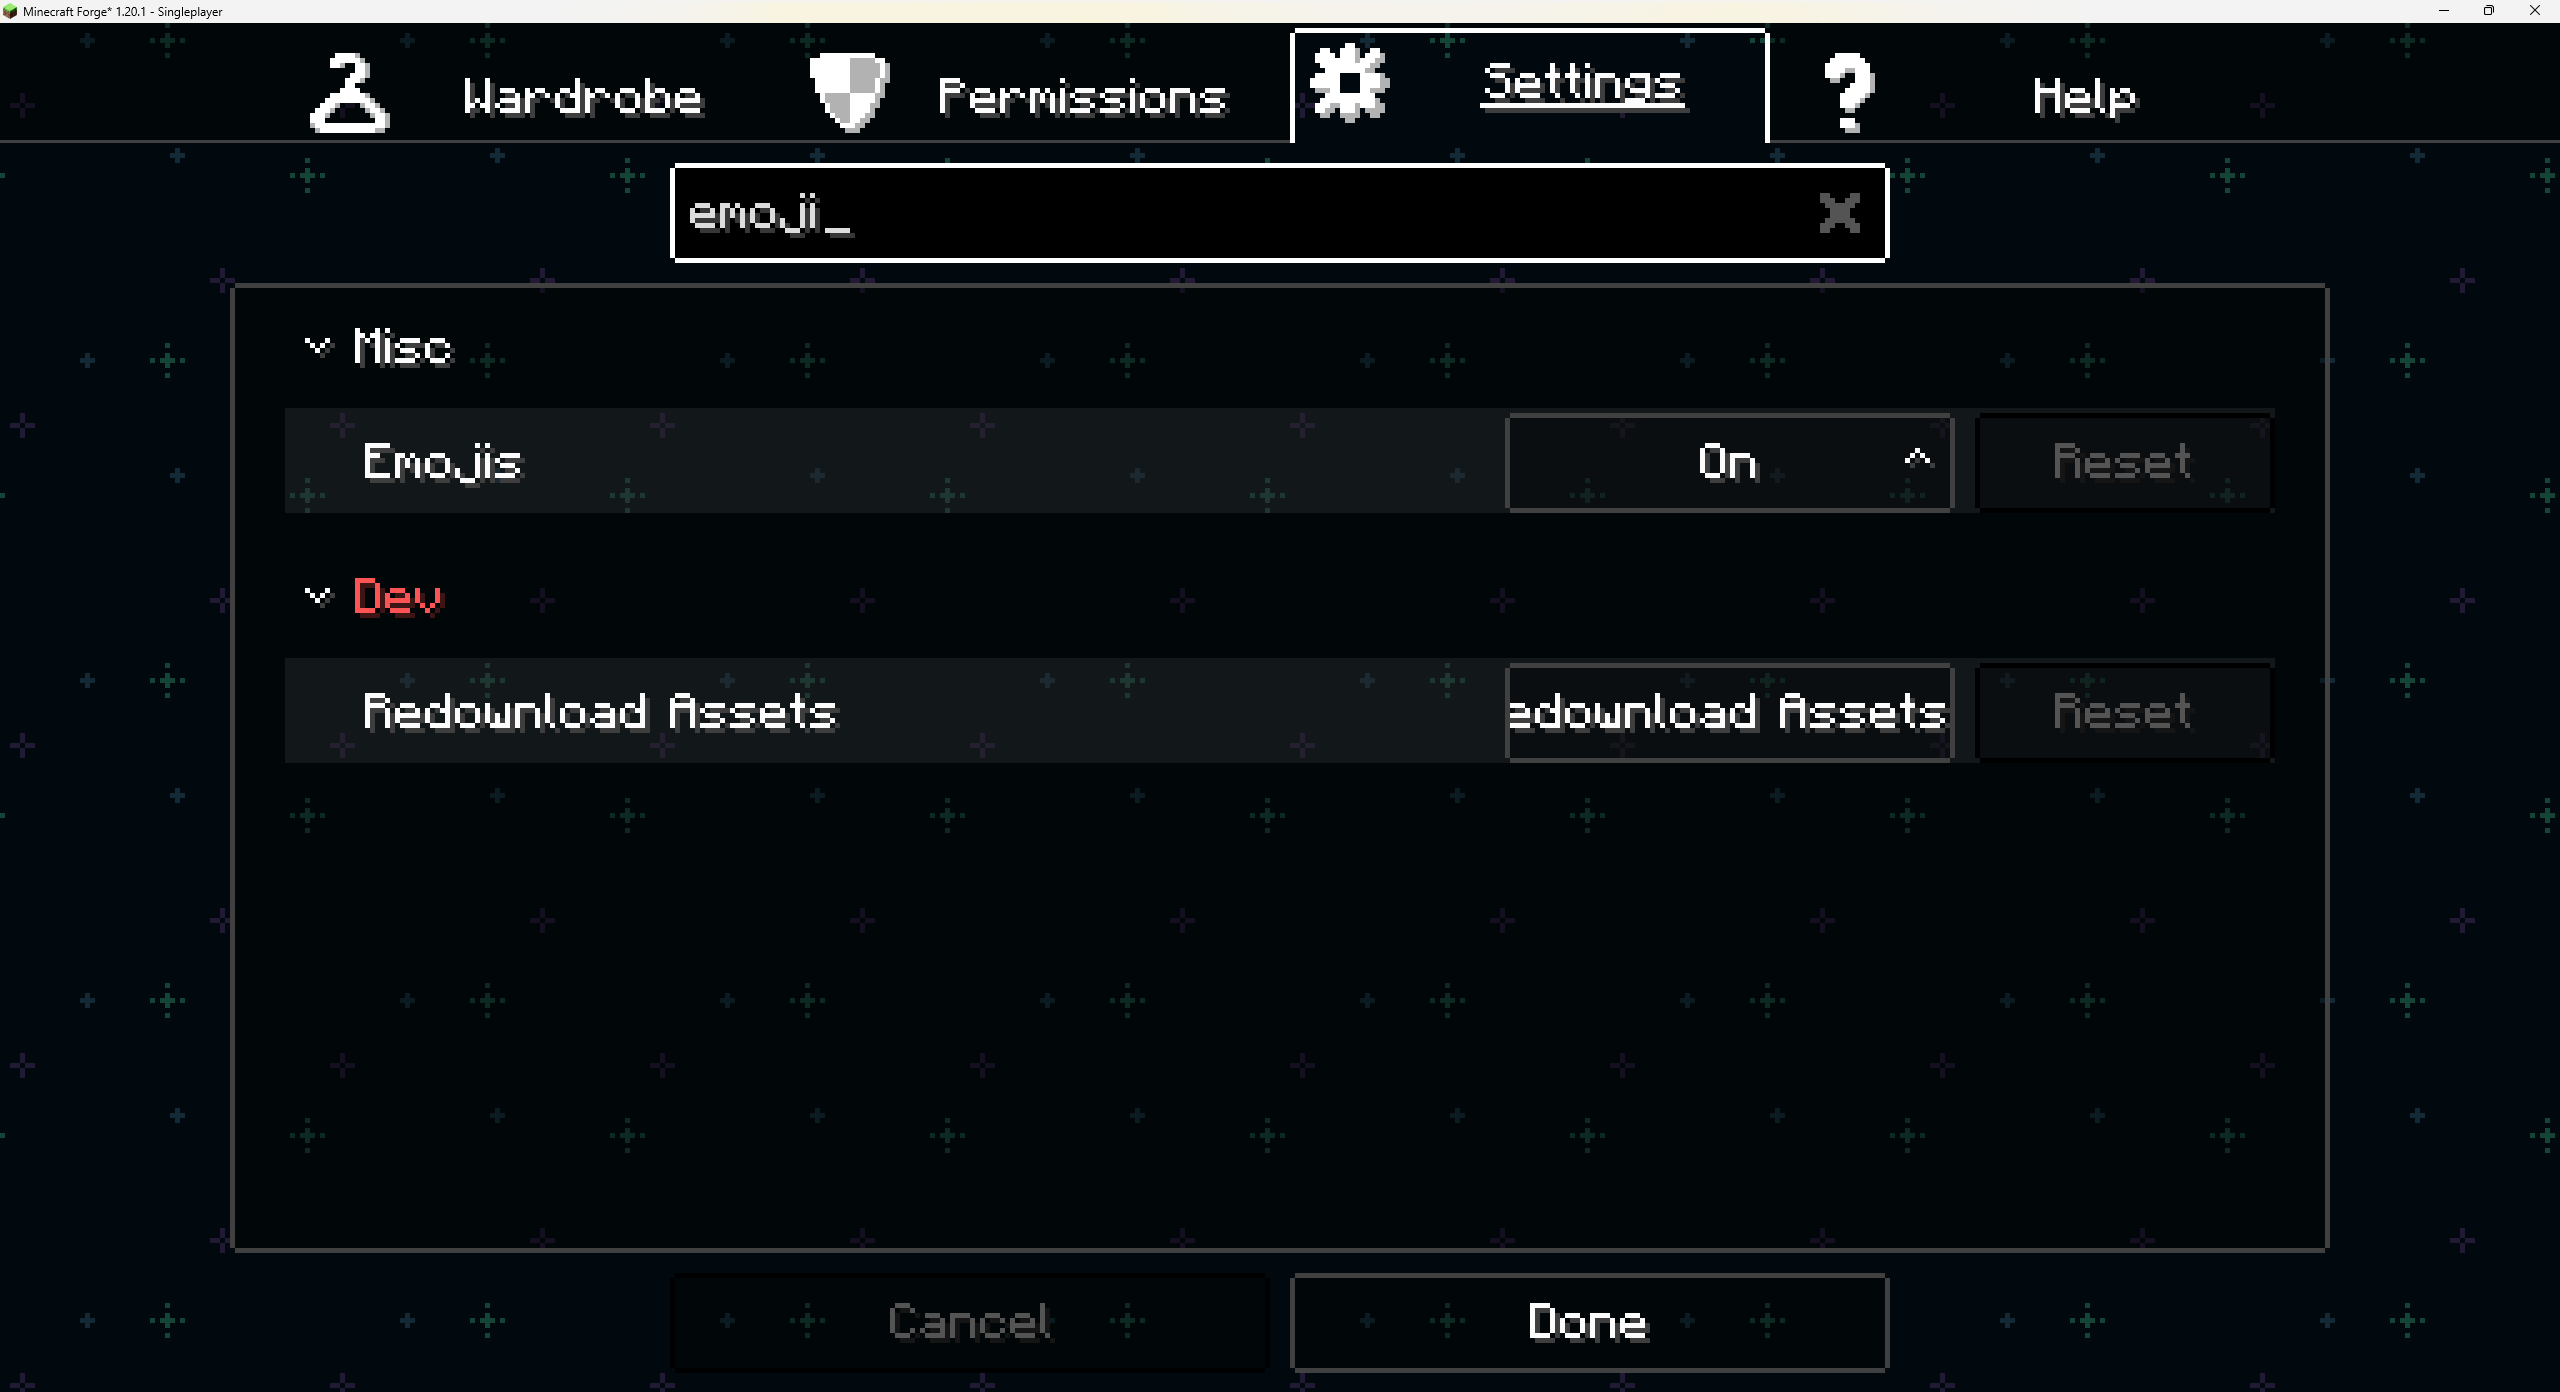 Minecraft Forge* 1.20.1 - Singleplayer
Wardrobe Permissions Settings Help
emoji_
Misc
Emojis On Reset
Dev
Redownload Assets edownload Assets Reset
Cancel Done